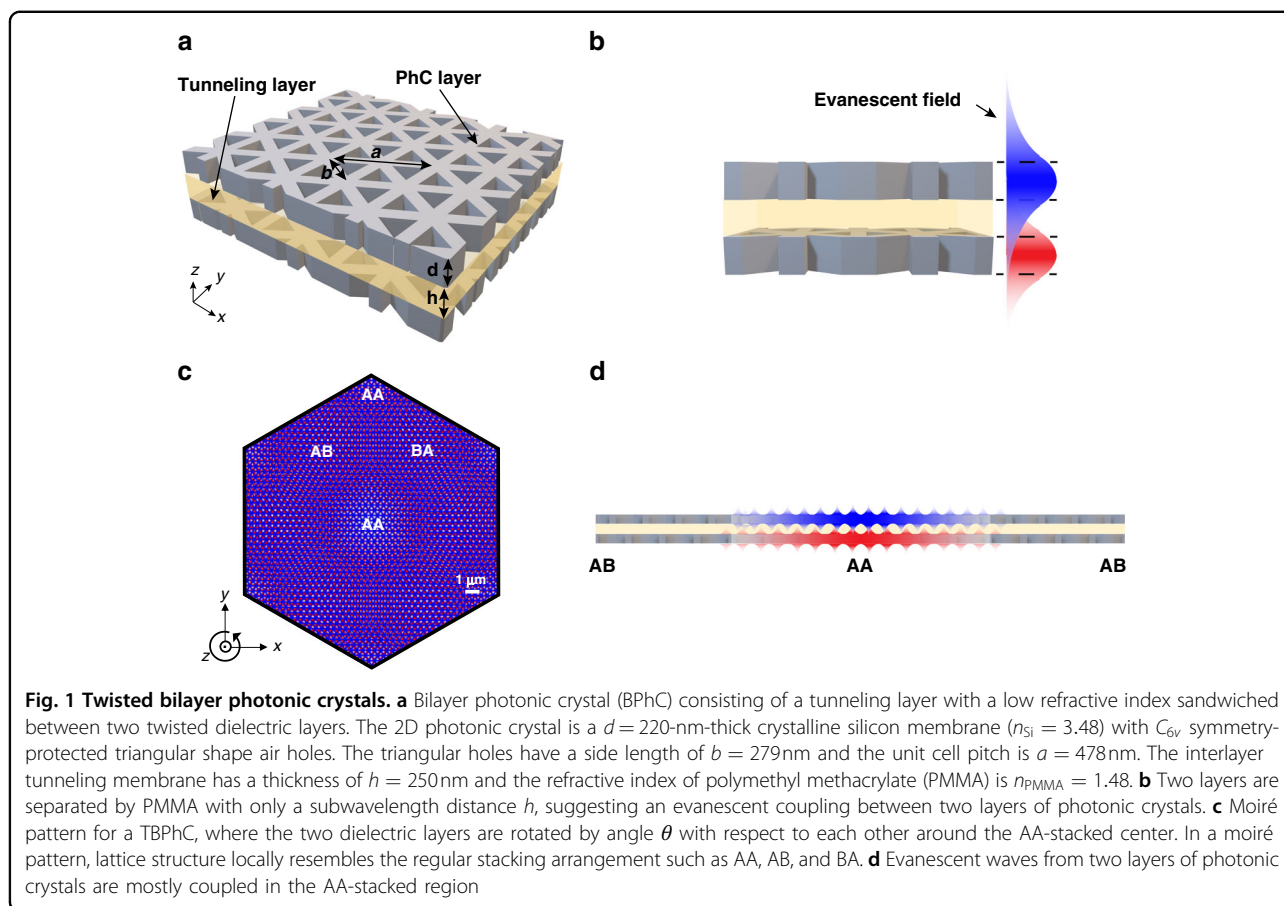 a
Tunneling layer
PhC layer
a
b
d
h
z
y
x
b
Evanescent field
c
AA
AB
BA
AA
1 μm
y
z
x
d
AB
AA
AB
Fig. 1 Twisted bilayer photonic crystals. a Bilayer photonic crystal (BPhC) consisting of a tunneling layer with a low refractive index sandwiched
between two twisted dielectric layers. The 2D photonic crystal is a d = 220-nm-thick crystalline silicon membrane (nSi = 3.48) with C6v symmetry-
protected triangular shape air holes. The triangular holes have a side length of b = 279nm and the unit cell pitch is a = 478nm. The interlayer
tunneling membrane has a thickness of h = 250nm and the refractive index of polymethyl methacrylate (PMMA) is nPMMA = 1.48. b Two layers are
separated by PMMA with only a subwavelength distance h, suggesting an evanescent coupling between two layers of photonic crystals. c Moiré
pattern for a TBPhC, where the two dielectric layers are rotated by angle θ with respect to each other around the AA-stacked center. In a moiré
pattern, lattice structure locally resembles the regular stacking arrangement such as AA, AB, and BA. d Evanescent waves from two layers of photonic
crystals are mostly coupled in the AA-stacked region